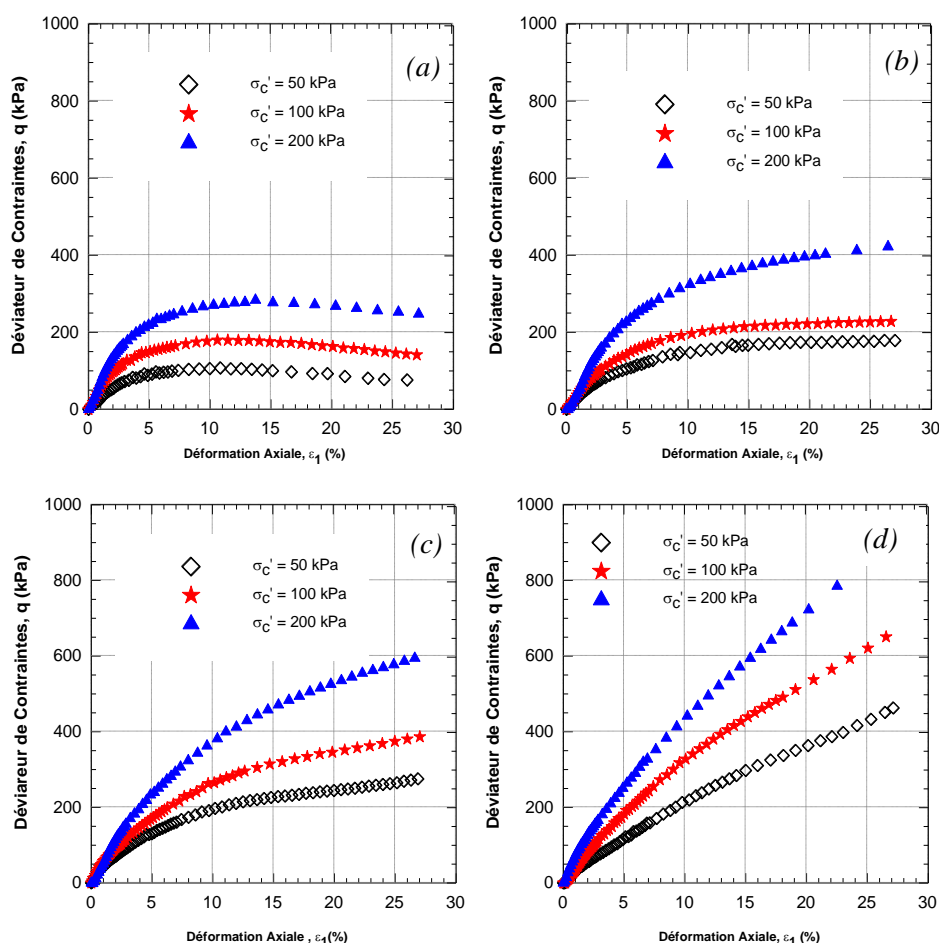 (a)
Déviateur de Contraintes, q (kPa)
1000
800
600
400
200
0
σc' = 50 kPa
σc' = 100 kPa
σc' = 200 kPa
0 5 10 15 20 25 30
Déformation Axiale, ε1 (%)
(b)
Déviateur de Contraintes, q (kPa)
1000
800
600
400
200
0
σc' = 50 kPa
σc' = 100 kPa
σc' = 200 kPa
0 5 10 15 20 25 30
Déformation Axiale, ε1 (%)
(c)
Déviareur de Contraintes, q (kPa)
1000
800
600
400
200
0
σc' = 50 kPa
σc' = 100 kPa
σc' = 200 kPa
0 5 10 15 20 25 30
Déformation Axiale , ε1(%)
(d)
Déviateur de Contraintes, q (kPa)
1000
800
600
400
200
0
σc' = 50 kPa
σc' = 100 kPa
σc' = 200 kPa
0 5 10 15 20 25 30
Déformation Axiale, ε1 (%)